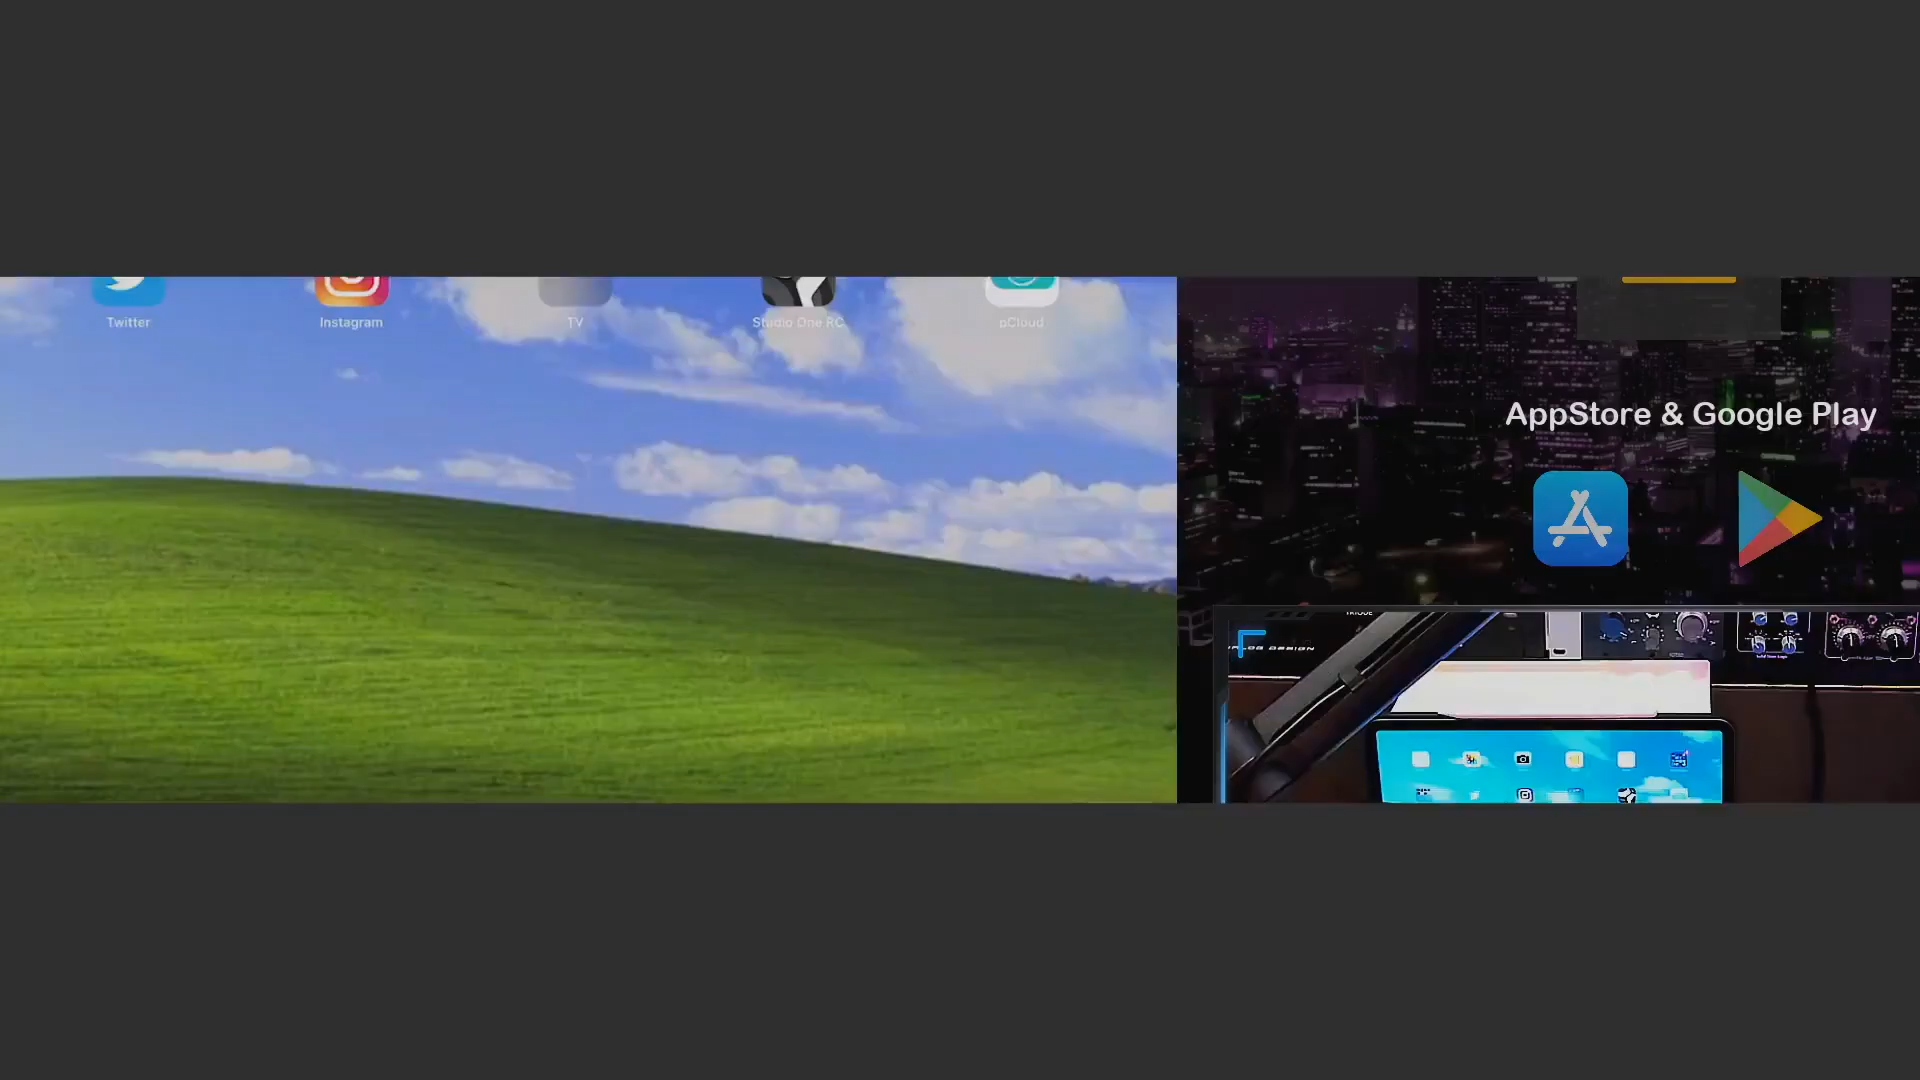 Twitter
Instagram
TV
Studio One RC
pCloud
AppStore & Google Play